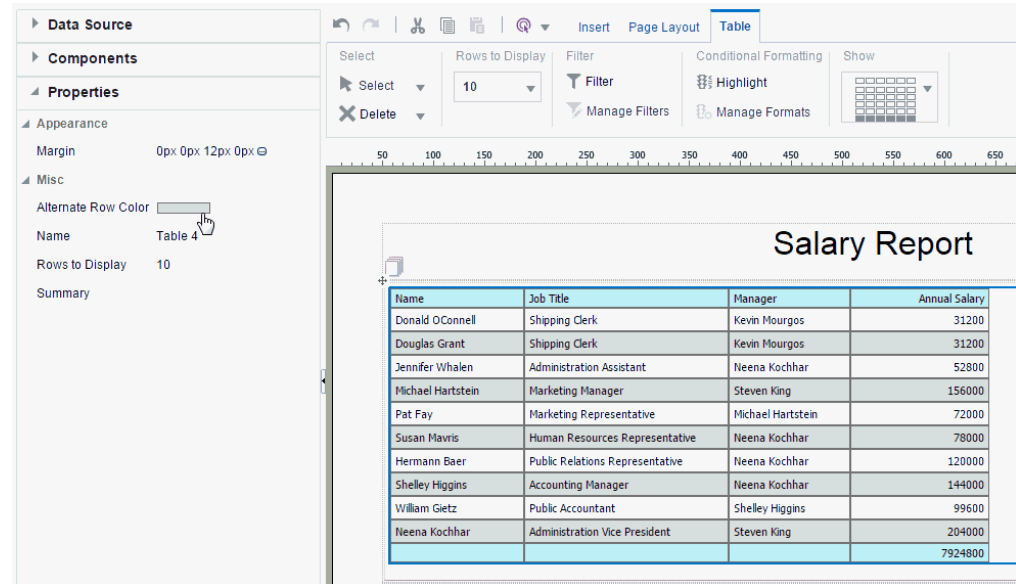 Data Source
Components
Properties
Appearance
Margin 0px 0px 12px 0px
Misc
Alternate Row Color
Name Table 4
Rows to Display 10
Summary
Insert Page Layout Table
Select Rows to Display Filter Conditional Formatting Show
Select 10 Filter Highlight
Delete Manage Filters Manage Formats
50 100 150 200 250 300 350 400 450 500 550 600 650
Salary Report
Name Job Title Manager Annual Salary
Donald OConnell Shipping Clerk Kevin Mourgos 31200
Douglas Grant Shipping Clerk Kevin Mourgos 31200
Jennifer Whalen Administration Assistant Neena Kochhar 52800
Michael Hartstein Marketing Manager Steven King 156000
Pat Fay Marketing Representative Michael Hartstein 72000
Susan Mavris Human Resources Representative Neena Kochhar 78000
Hermann Baer Public Relations Representative Neena Kochhar 120000
Shelley Higgins Accounting Manager Neena Kochhar 144000
William Gietz Public Accountant Shelley Higgins 99600
Neena Kochhar Administration Vice President Steven King 204000
7924800